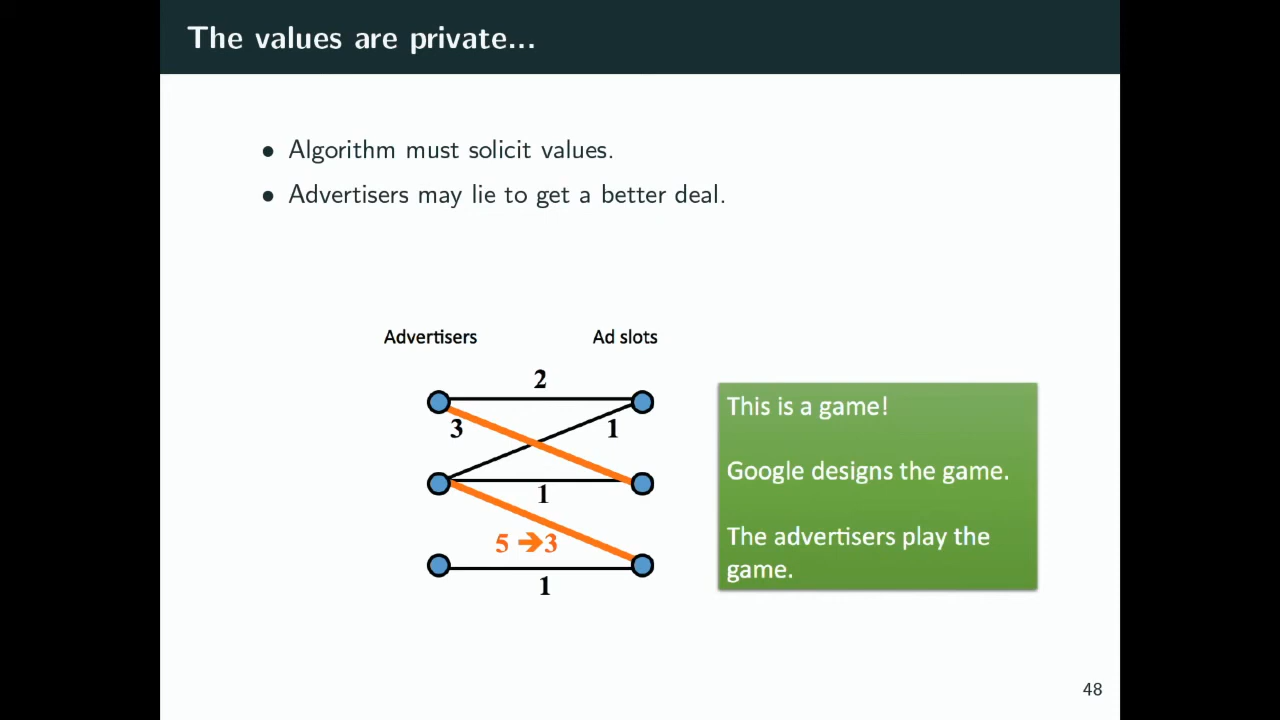 The values are private...
• Algorithm must solicit values.
• Advertisers may lie to get a better deal.
Advertisers
Ad slots
2
3
1
1
5 ➔3
1
This is a game!
Google designs the game.
The advertisers play the
game.
48